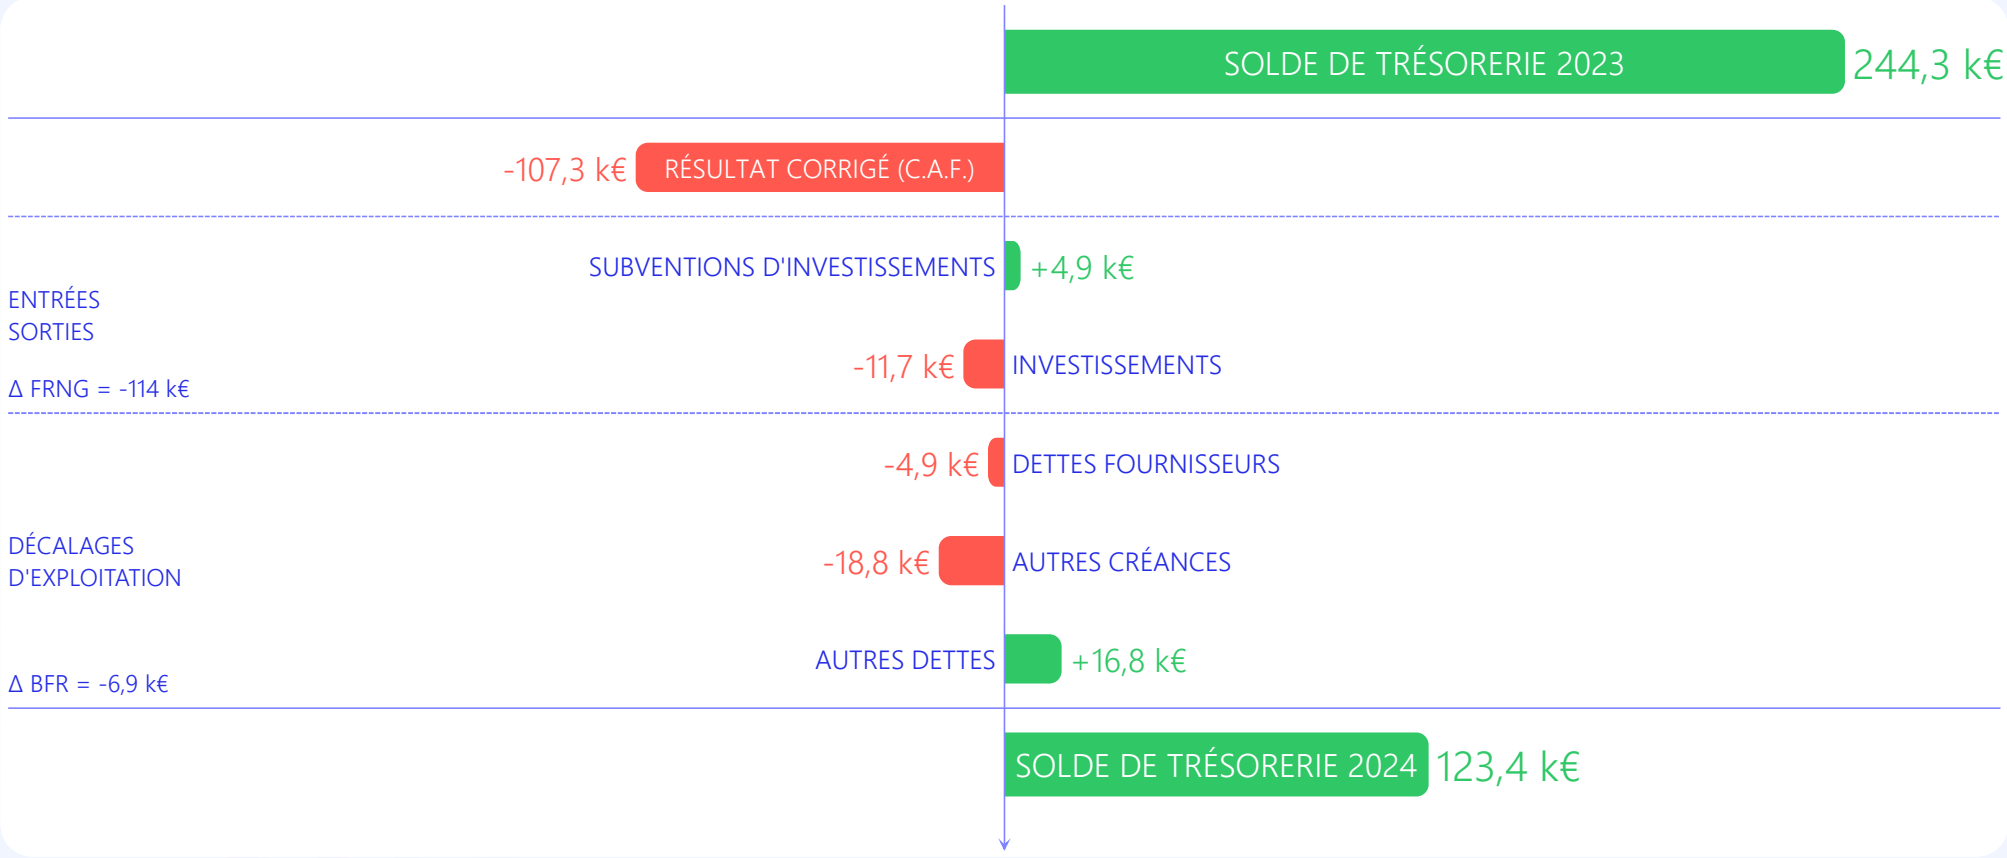 SOLDE DE TRÉSORERIE 2023 244,3 k€
-107,3 k€ RÉSULTAT CORRIGÉ (C.A.F.)
SUBVENTIONS D'INVESTISSEMENTS +4,9 k€
ENTRÉES
SORTIES
-11,7 k€ INVESTISSEMENTS
Δ FRNG = -114 k€
-4,9 k€ DETTES FOURNISSEURS
DÉCALAGES
D'EXPLOITATION
-18,8 k€ AUTRES CRÉANCES
AUTRES DETTES +16,8 k€
Δ BFR = -6,9 k€
SOLDE DE TRÉSORERIE 2024 123,4 k€